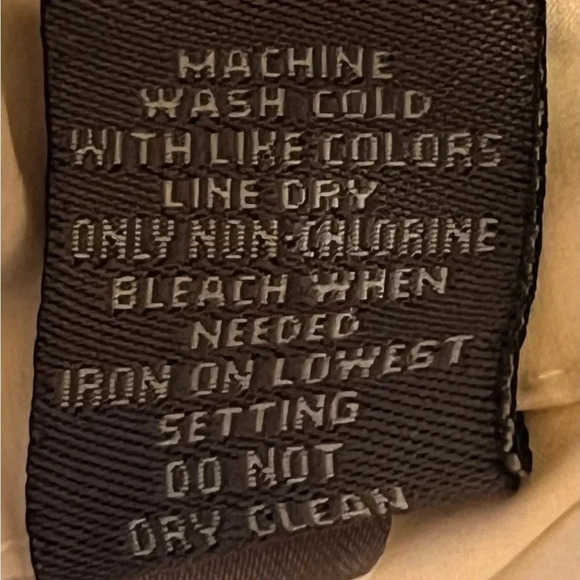 MACHINE
WASH COLD
WITH LIKE COLORS
LINE DRY
ONLY NON-CHLORINE
BLEACH WHEN
NEEDED
IRON ON LOWEST
SETTING
DO NOT
DRY CLEAN